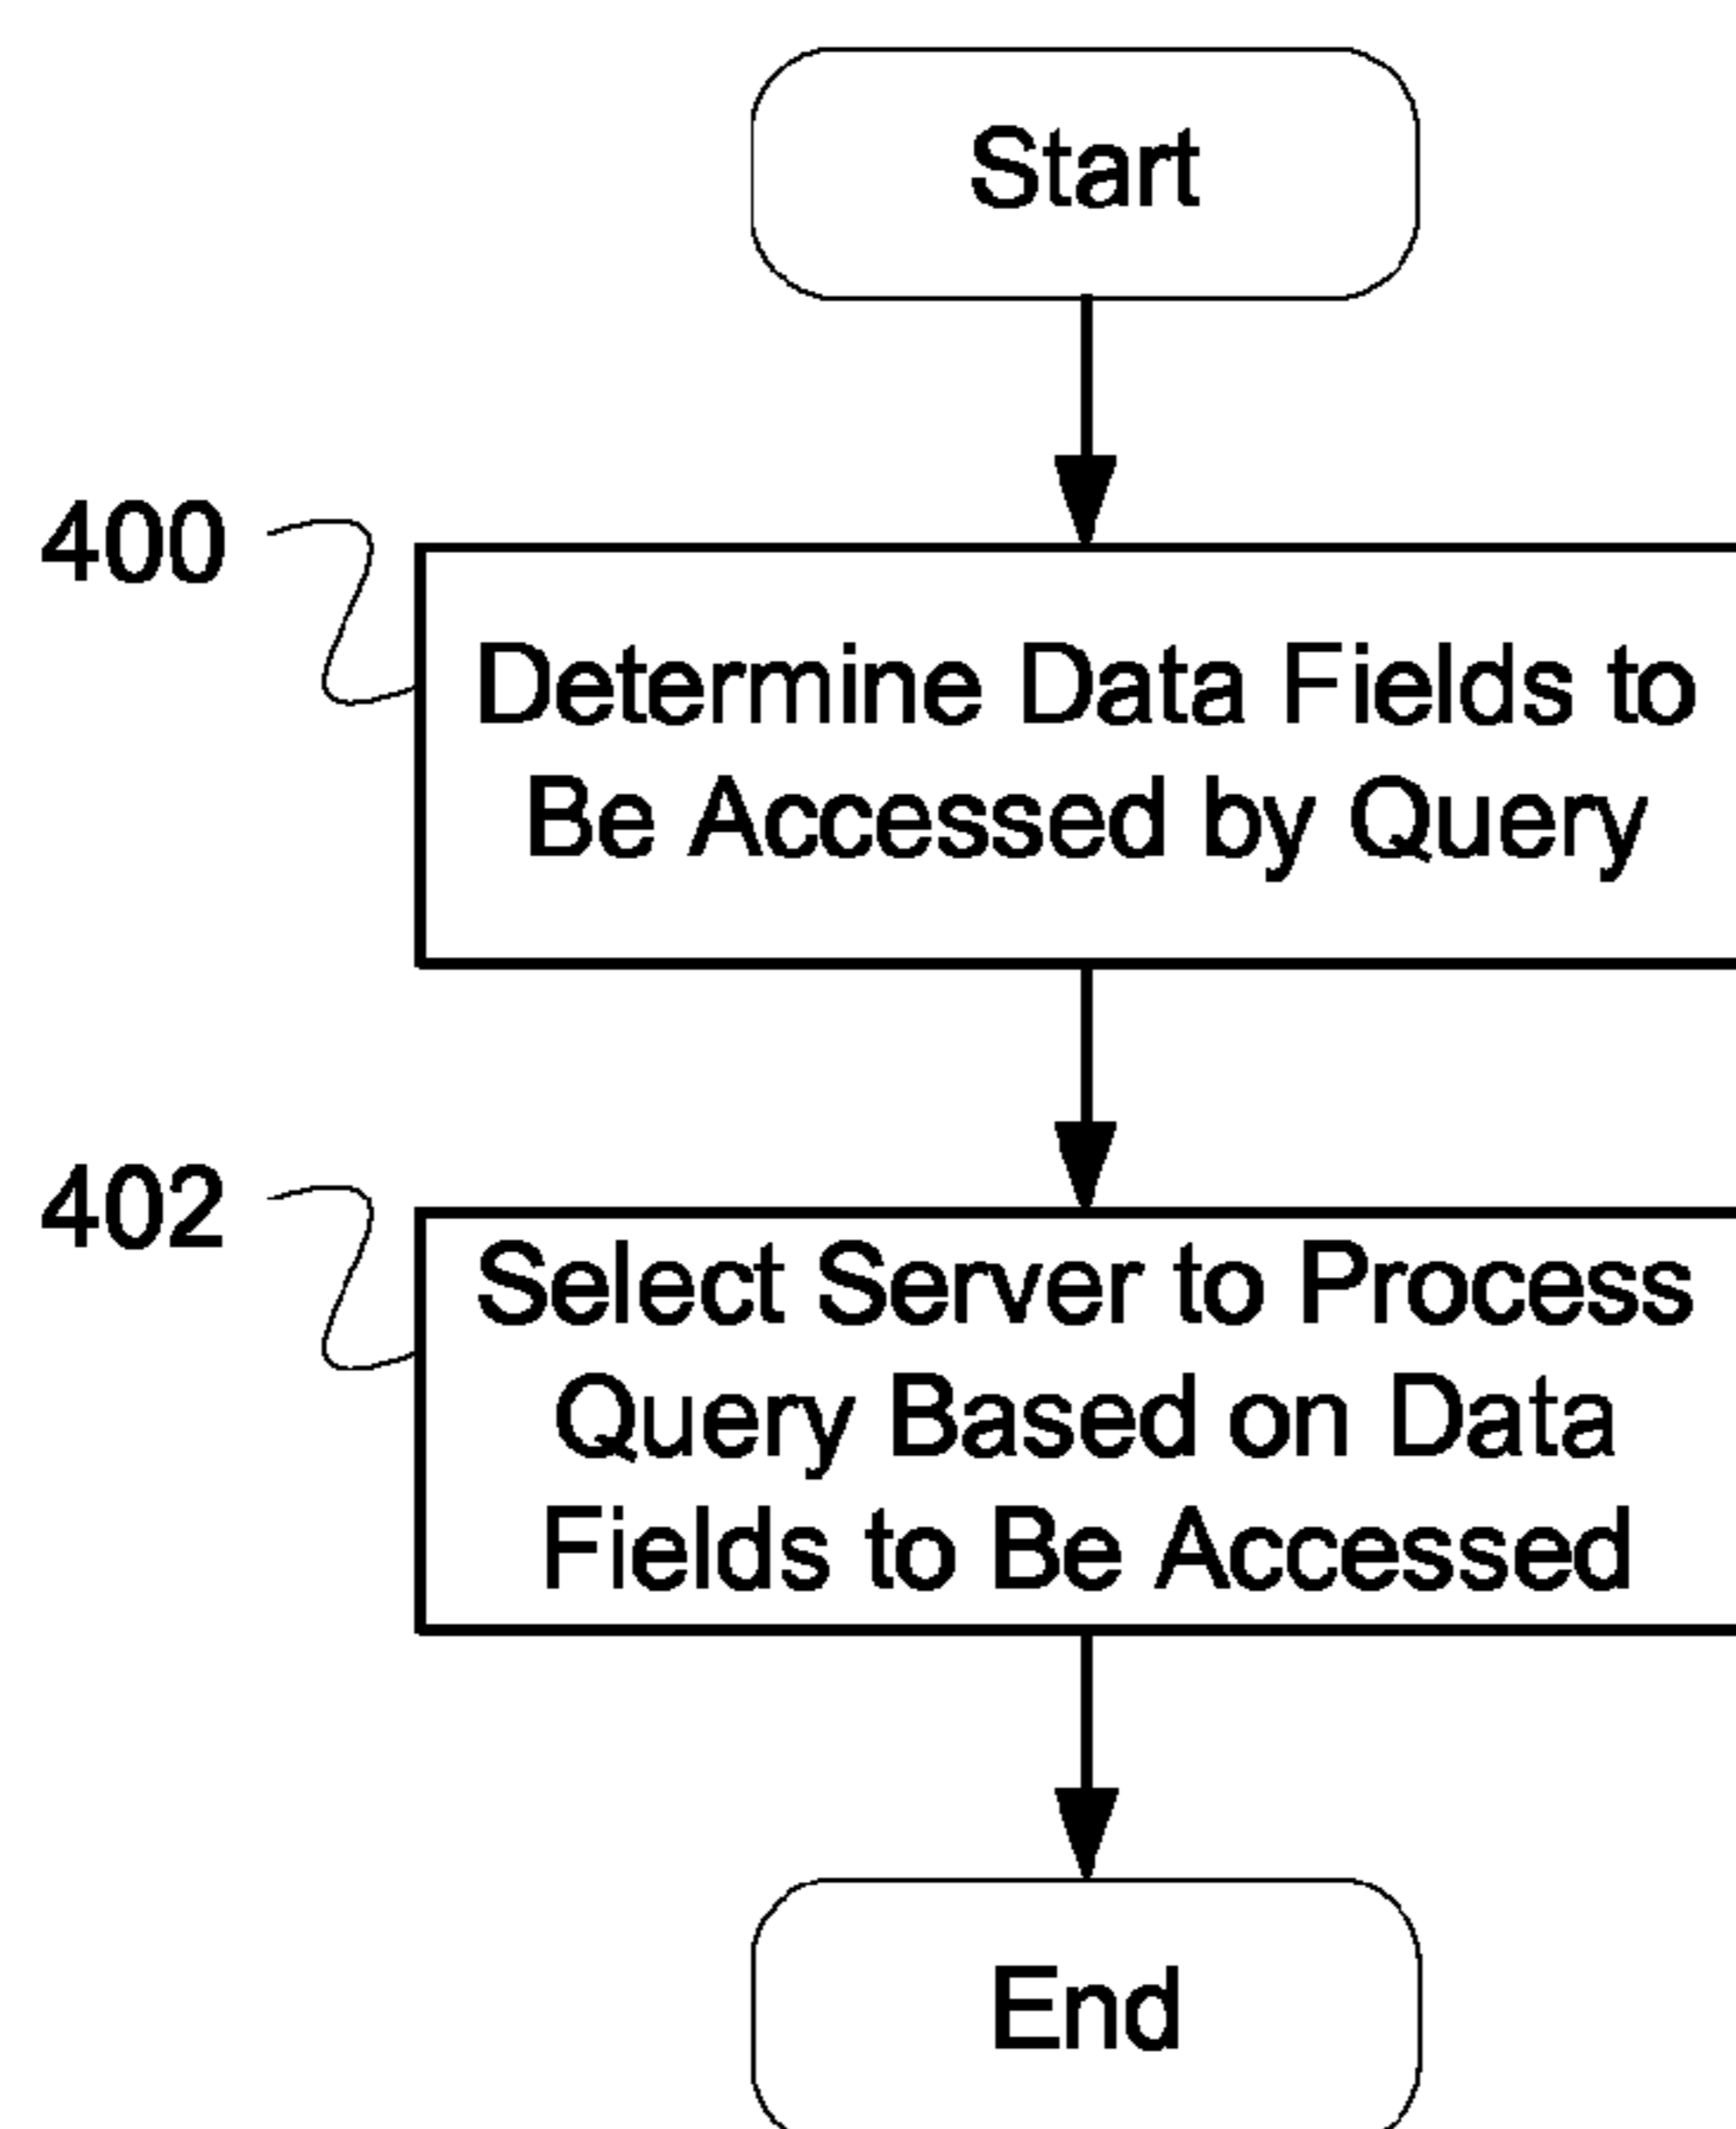 Start
400
Determine Data Fields to
Be Accessed by Query
402
Select Server to Process
Query Based on Data
Fields to Be Accessed
End